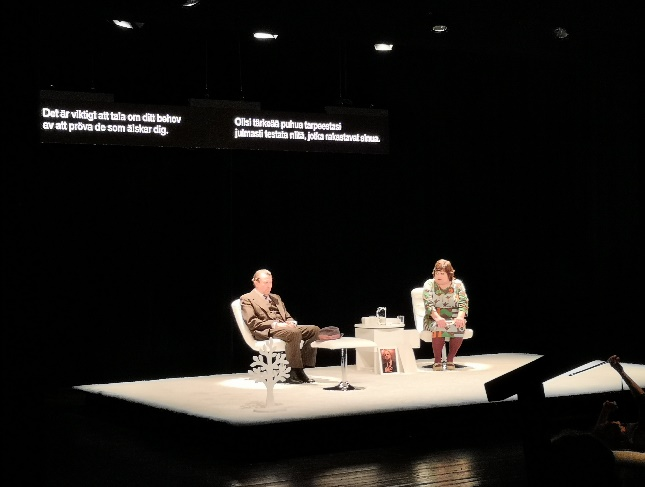 Det är viktigt att tala om ditt behov
av att pröva de som älskar dig.
Olisi tärkeää puhua tarpeestasi
julmasti testata niitä, jotka rakastavat sinua.